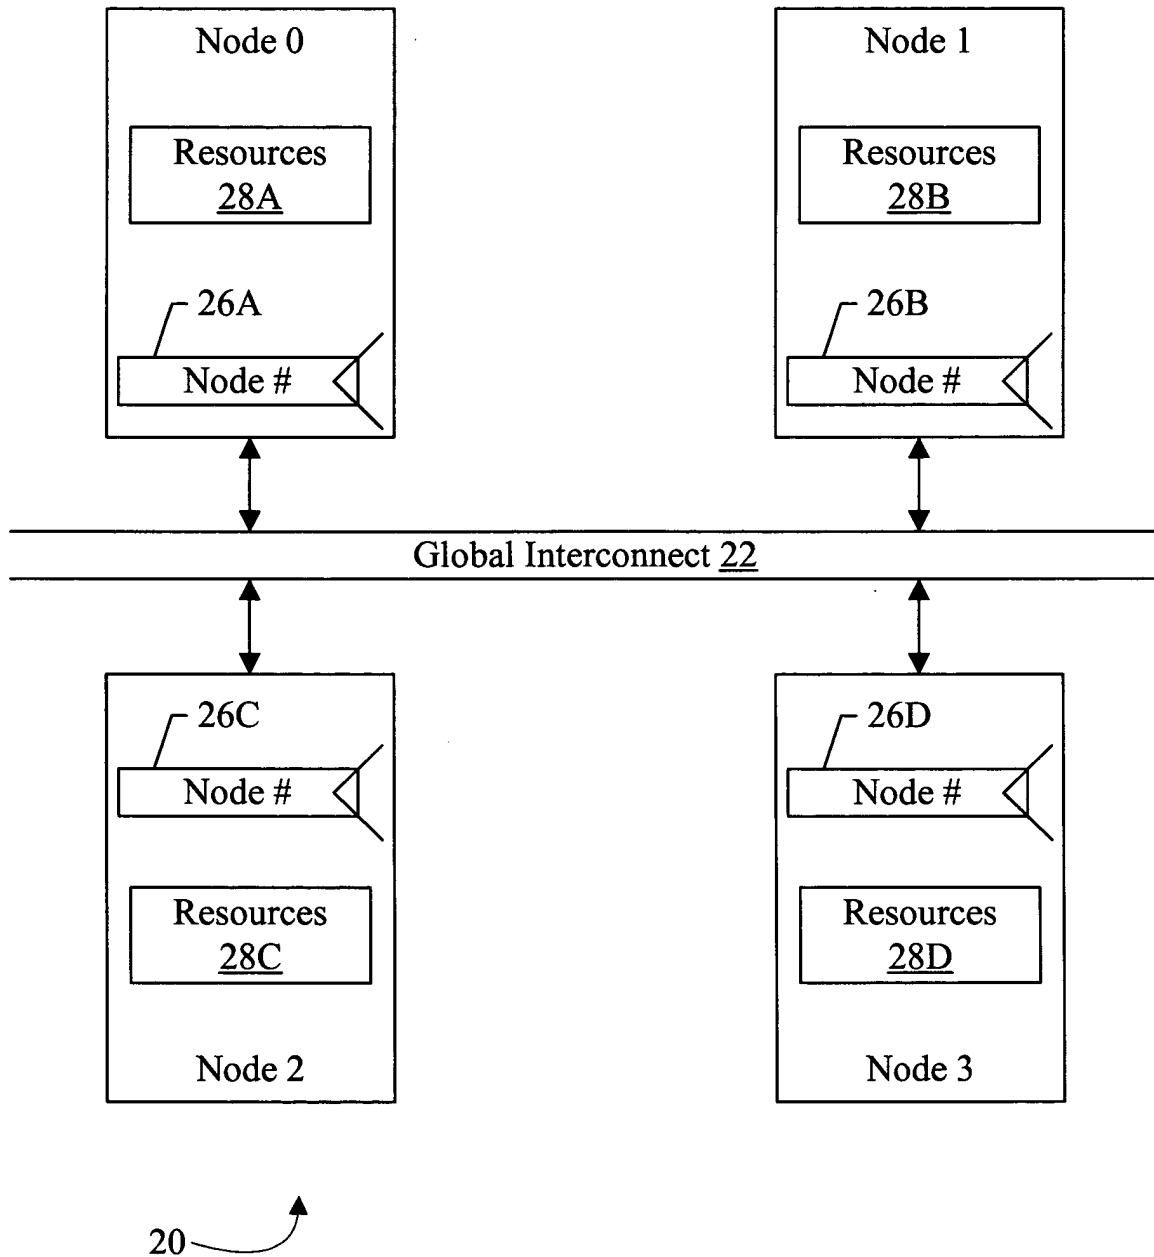 Node 0
Node 1
Resources
28A
Resources
28B
26A
26B
Node #
Node #
Global Interconnect 22
26C
26D
Node #
Node #
Resources
28C
Resources
28D
Node 2
Node 3
20